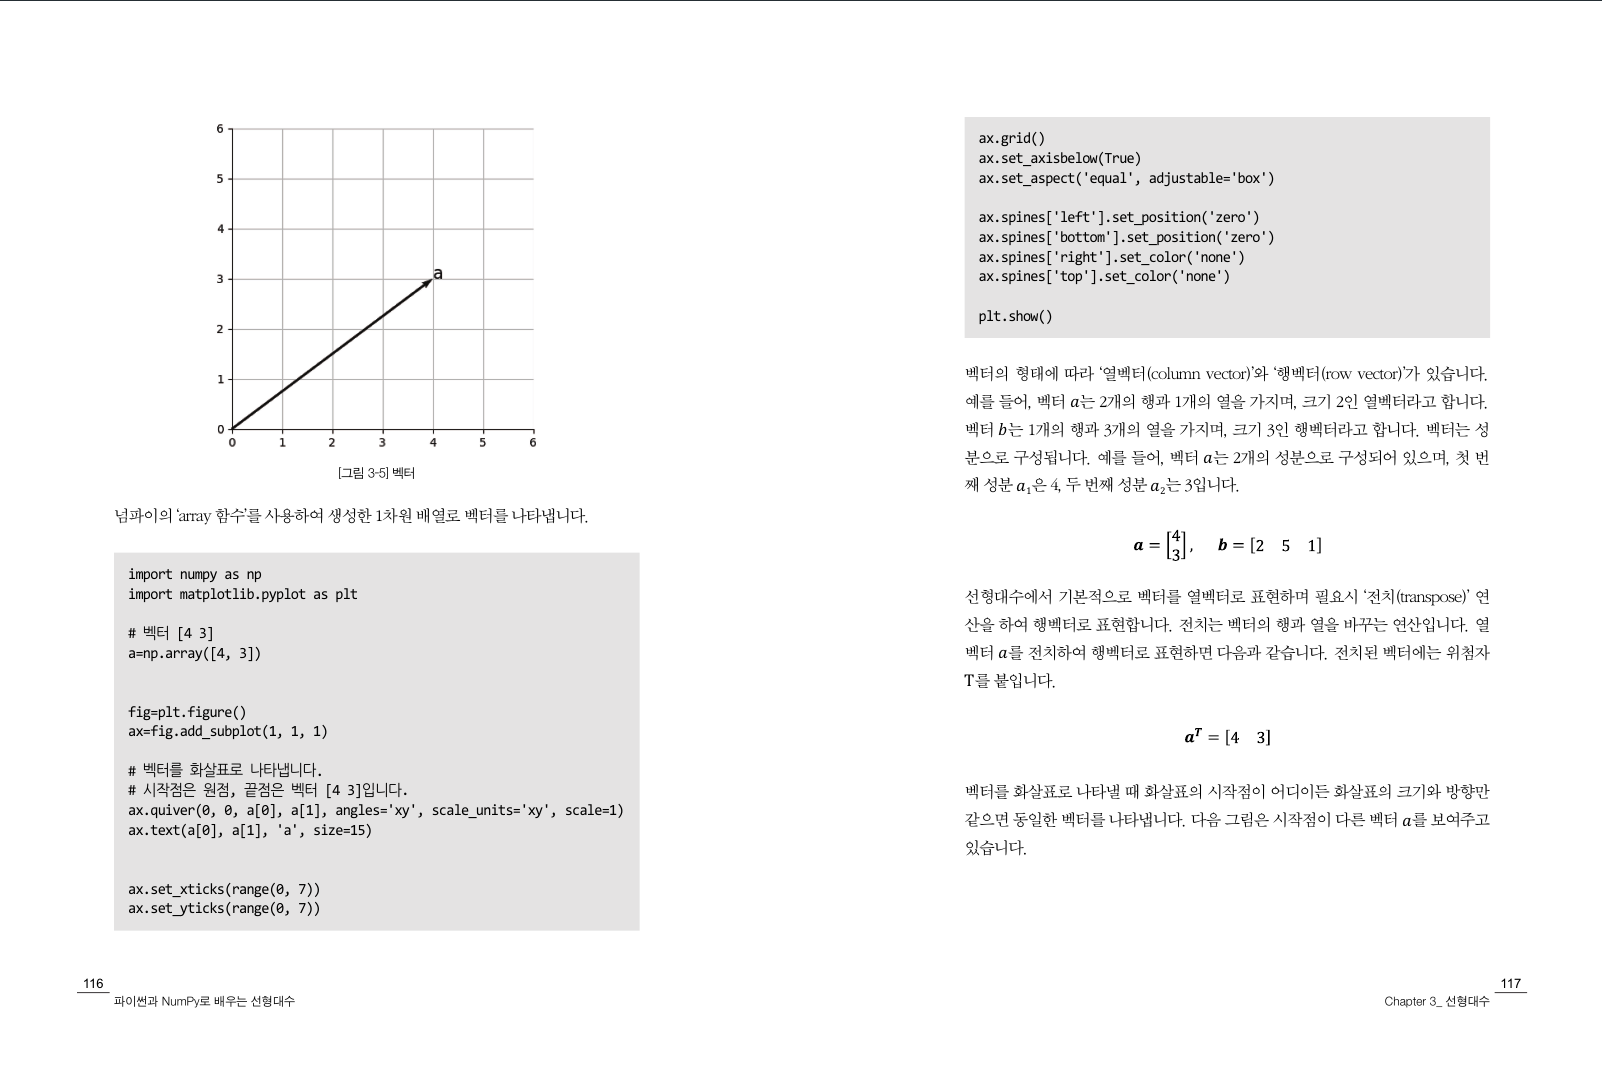 6
5
4
3
2
1
0
a
0 1 2 3 4 5 6
[그림 3-5] 벡터
넘파이의 ‘array 함수’를 사용하여 생성한 1차원 배열로 벡터를 나타냅니다.
import numpy as np
import matplotlib.pyplot as plt
# 벡터 [4 3]
a=np.array([4, 3])
fig=plt.figure()
ax=fig.add_subplot(1, 1, 1)
# 벡터를 화살표로 나타냅니다.
# 시작점은 원점, 끝점은 벡터 [4 3]입니다.
ax.quiver(0, 0, a[0], a[1], angles='xy', scale_units='xy', scale=1)
ax.text(a[0], a[1], 'a', size=15)
ax.set_xticks(range(0, 7))
ax.set_yticks(range(0, 7))
116
파이썬과 NumPy로 배우는 선형대수
ax.grid()
ax.set_axisbelow(True)
ax.set_aspect('equal', adjustable='box')
ax.spines['left'].set_position('zero')
ax.spines['bottom'].set_position('zero')
ax.spines['right'].set_color('none')
ax.spines['top'].set_color('none')
plt.show()
벡터의 형태에 따라 ‘열벡터(column vector)’와 ‘행벡터(row vector)’가 있습니다.
예를 들어, 벡터 a는 2개의 행과 1개의 열을 가지며, 크기 2인 열벡터라고 합니다.
벡터 b는 1개의 행과 3개의 열을 가지며, 크기 3인 행벡터라고 합니다. 벡터는 성
분으로 구성됩니다. 예를 들어, 벡터 a는 2개의 성분으로 구성되어 있으며, 첫 번
째 성분 a₁은 4, 두 번째 성분 a₂는 3입니다.
a = [4 3], b = [2 5 1]
선형대수에서 기본적으로 벡터를 열벡터로 표현하며 필요시 ‘전치(transpose)’ 연
산을 하여 행벡터로 표현합니다. 전치는 벡터의 행과 열을 바꾸는 연산입니다. 열
벡터 a를 전치하여 행벡터로 표현하면 다음과 같습니다. 전치된 벡터에는 위첨자
T를 붙입니다.
aᵀ = [4 3]
벡터를 화살표로 나타낼 때 화살표의 시작점이 어디이든 화살표의 크기와 방향만
같으면 동일한 벡터를 나타냅니다. 다음 그림은 시작점이 다른 벡터 a를 보여주고
있습니다.
117
Chapter 3_ 선형대수